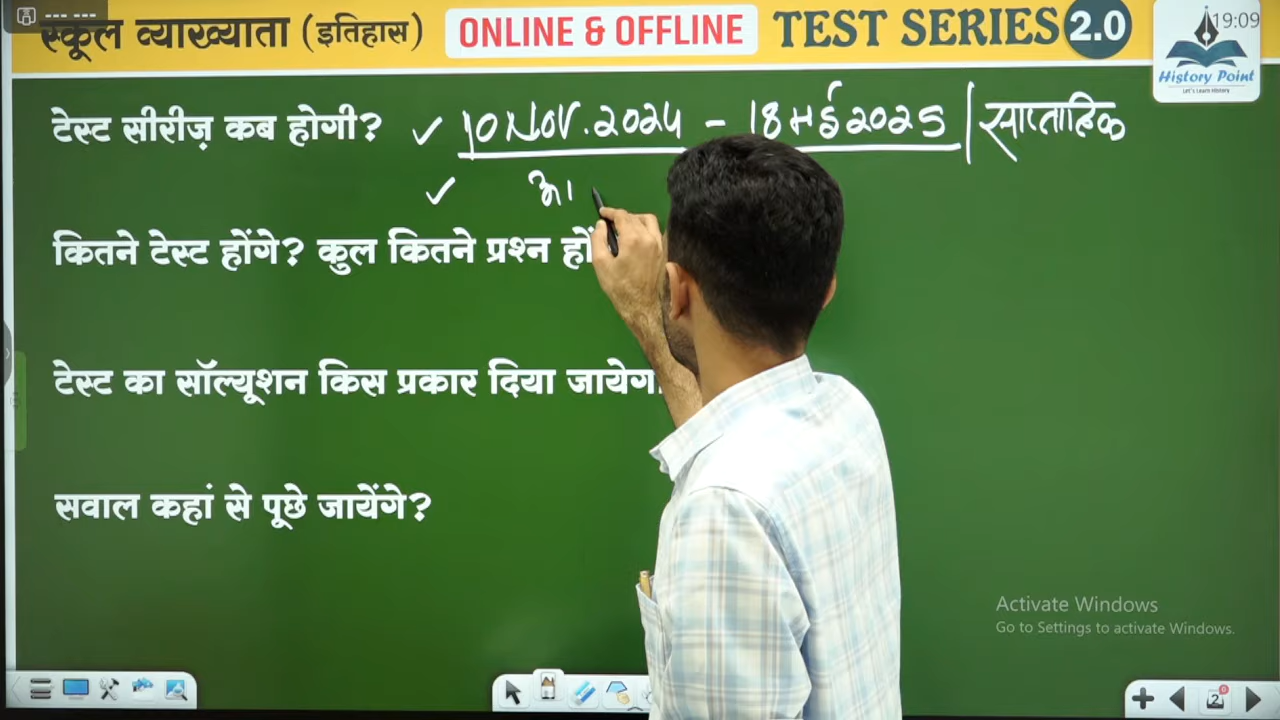 स्कूल व्याख्याता (इतिहास) ONLINE & OFFLINE TEST SERIES 2.0
19:09
History Point
Let's Learn History
टेस्ट सीरीज़ कब होगी? ✓ 10 Nov. 2024 - 18 मई 2025 | साप्ताहिक
✓
कितने टेस्ट होंगे? कुल कितने प्रश्न
टेस्ट का सॉल्यूशन किस प्रकार दिया
सवाल कहां से पूछे जायेंगे?
Activate Windows
Go to Settings to activate Windows.
2